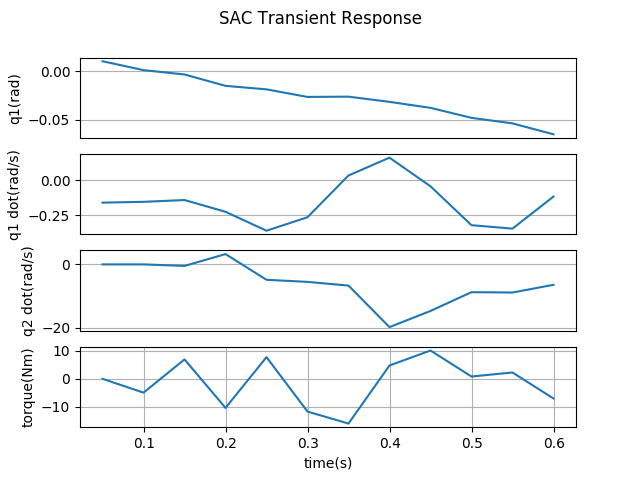 SAC Transient Response
0.00
−0.05
q1(rad)
0.00
−0.25
q1 dot(rad/s)
0
−20
q2 dot(rad/s)
10
0
−10
torque(Nm)
0.1 0.2 0.3 0.4 0.5 0.6
time(s)